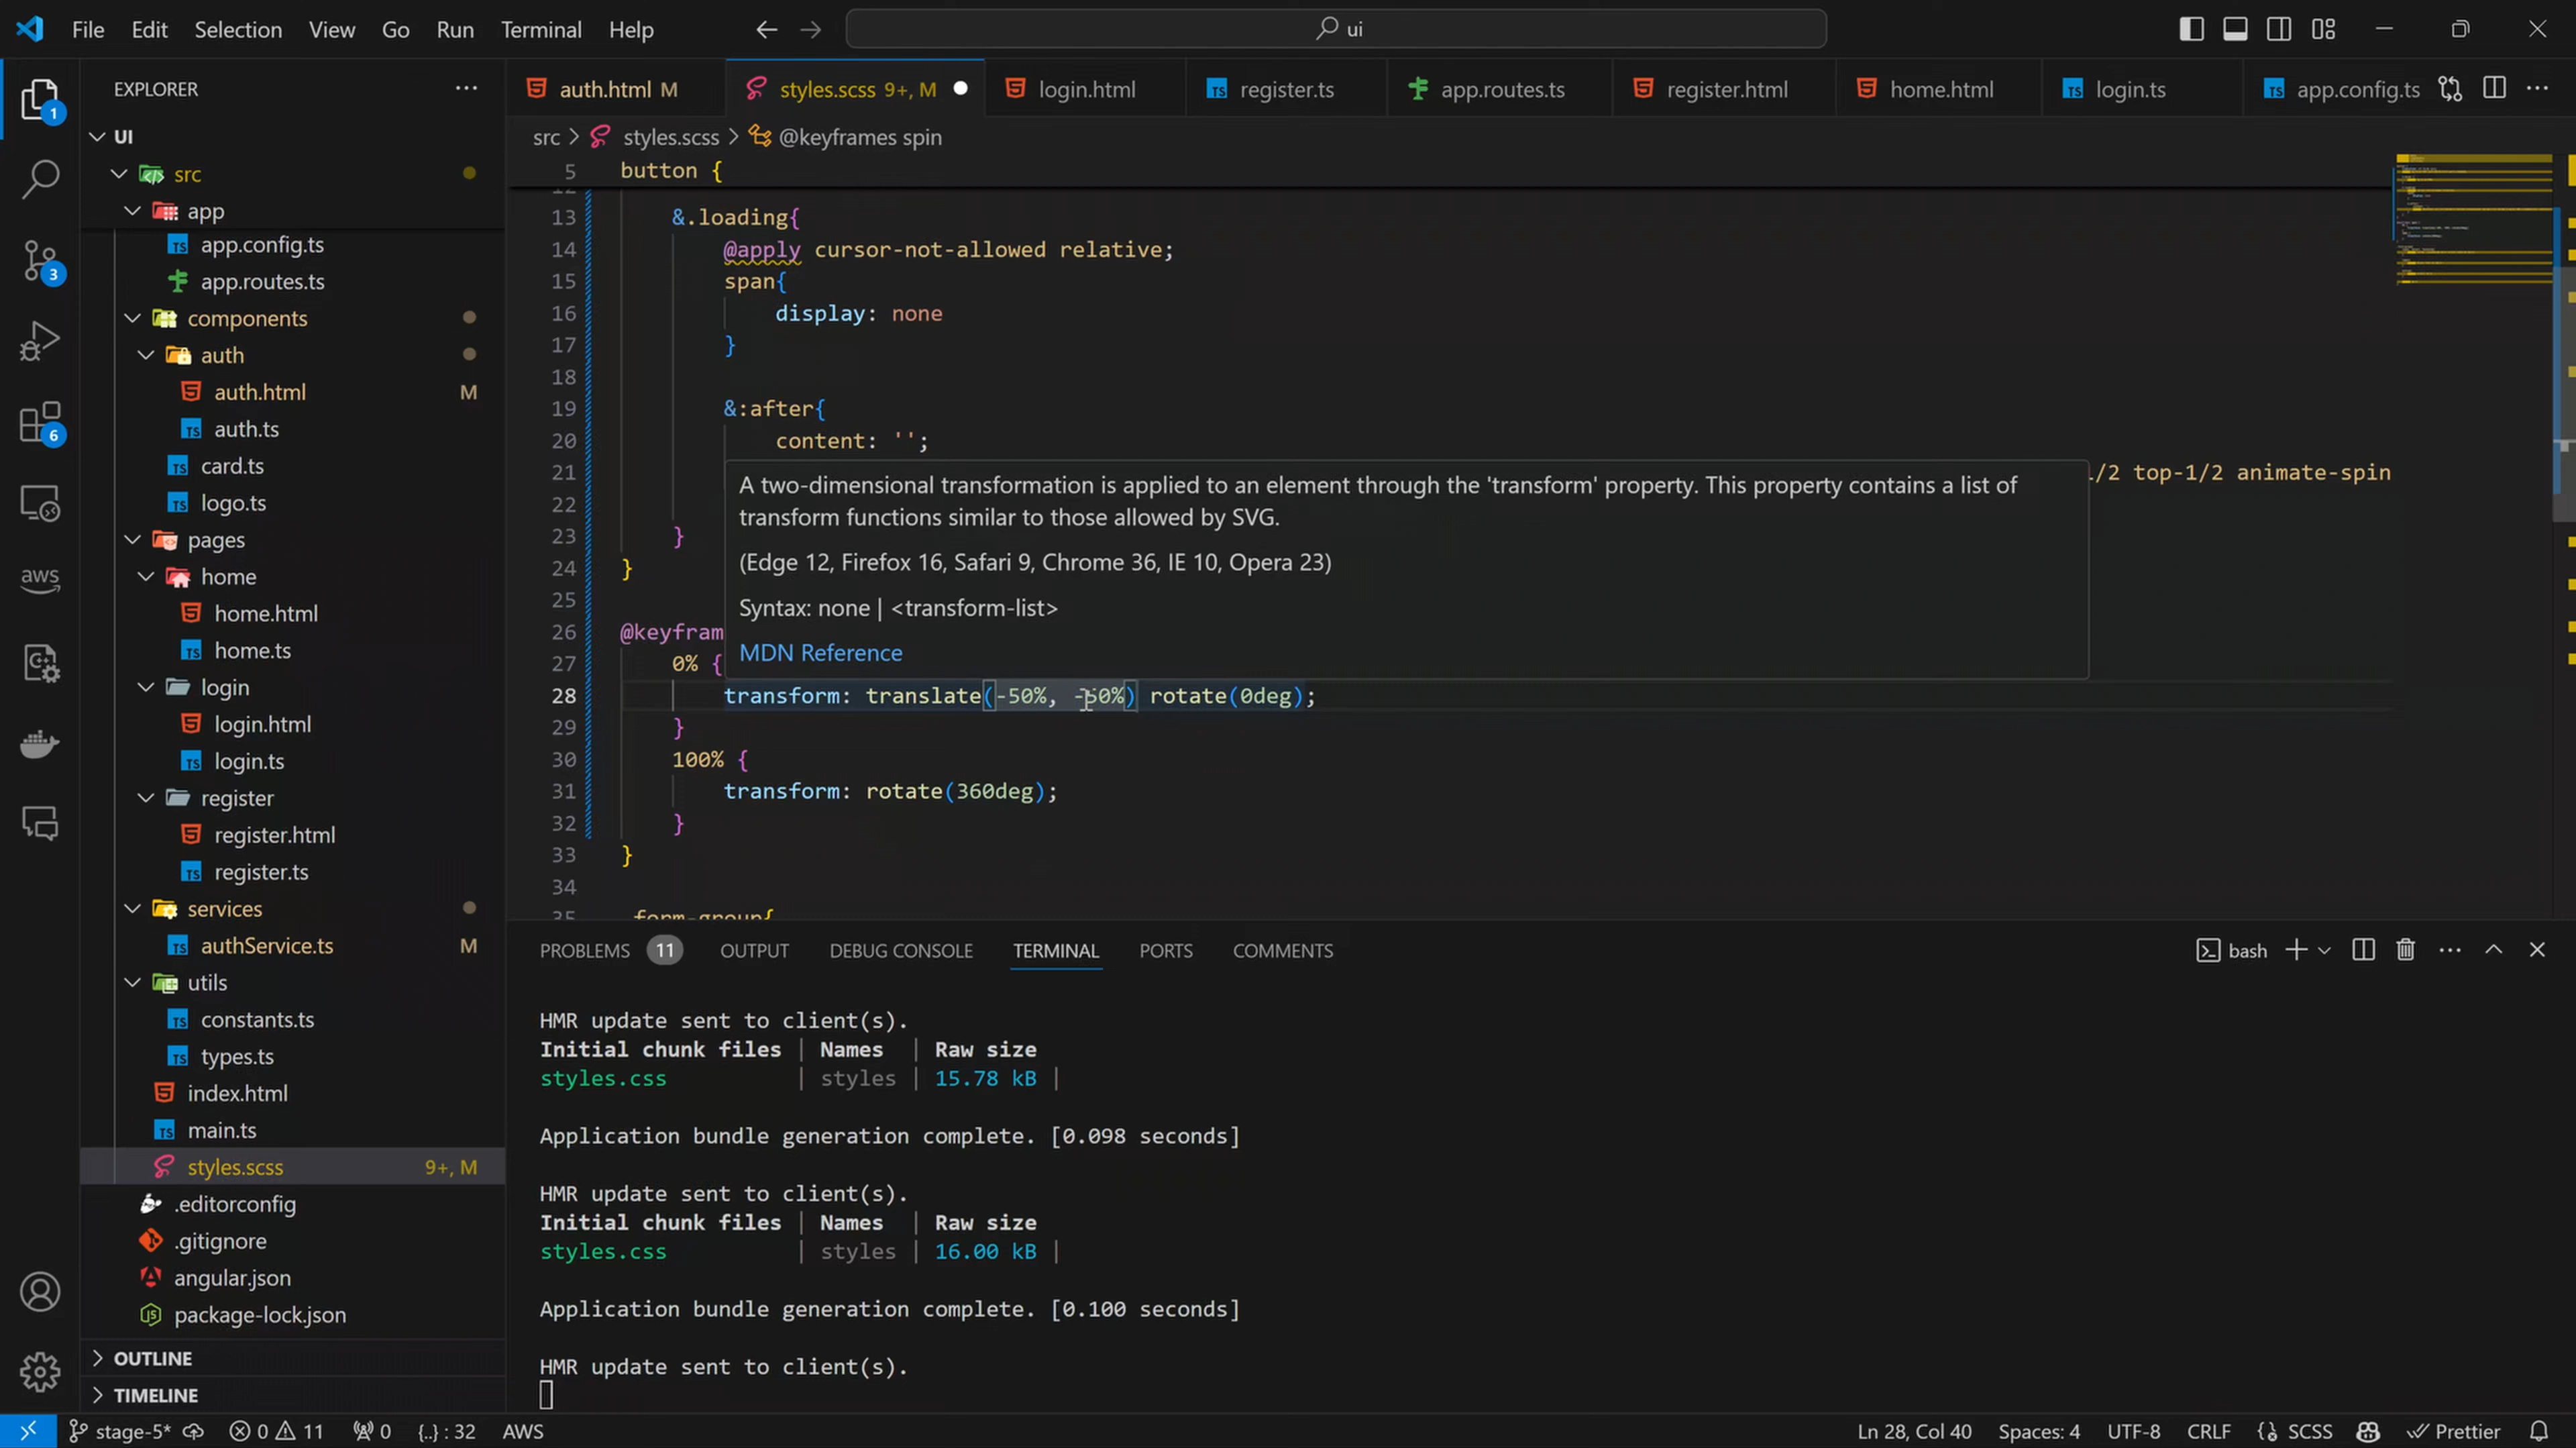 File Edit Selection View Go Run Terminal Help
ui
EXPLORER
UI
src
app
app.config.ts
app.routes.ts
components
auth
auth.html M
auth.ts
card.ts
logo.ts
pages
home
home.html
home.ts
login
login.html
login.ts
register
register.html
register.ts
services
authService.ts M
utils
constants.ts
types.ts
index.html
main.ts
styles.scss 9+, M
.editorconfig
.gitignore
angular.json
package-lock.json
OUTLINE
TIMELINE
1
3
6
aws
auth.html M
styles.scss 9+, M
login.html
register.ts
app.routes.ts
register.html
home.html
login.ts
app.config.ts
src > styles.scss > @keyframes spin
5 button {
13 &.loading{
14 @apply cursor-not-allowed relative;
15 span{
16 display: none
17 }
18
19 &:after{
20 content: '';
21 /2 top-1/2 animate-spin
22
23 }
24 }
25
26 @keyfram
27 0% {
28 transform: translate(-50%, -50%) rotate(0deg);
29 }
30 100% {
31 transform: rotate(360deg);
32 }
33 }
34
A two-dimensional transformation is applied to an element through the 'transform' property. This property contains a list of
transform functions similar to those allowed by SVG.
(Edge 12, Firefox 16, Safari 9, Chrome 36, IE 10, Opera 23)
Syntax: none | <transform-list>
MDN Reference
PROBLEMS 11 OUTPUT DEBUG CONSOLE TERMINAL PORTS COMMENTS
bash
HMR update sent to client(s).
Initial chunk files | Names | Raw size
styles.css | styles | 15.78 kB |
Application bundle generation complete. [0.098 seconds]
HMR update sent to client(s).
Initial chunk files | Names | Raw size
styles.css | styles | 16.00 kB |
Application bundle generation complete. [0.100 seconds]
HMR update sent to client(s).
stage-5* 0 11 0 {..} : 32 AWS
Ln 28, Col 40 Spaces: 4 UTF-8 CRLF SCSS Prettier